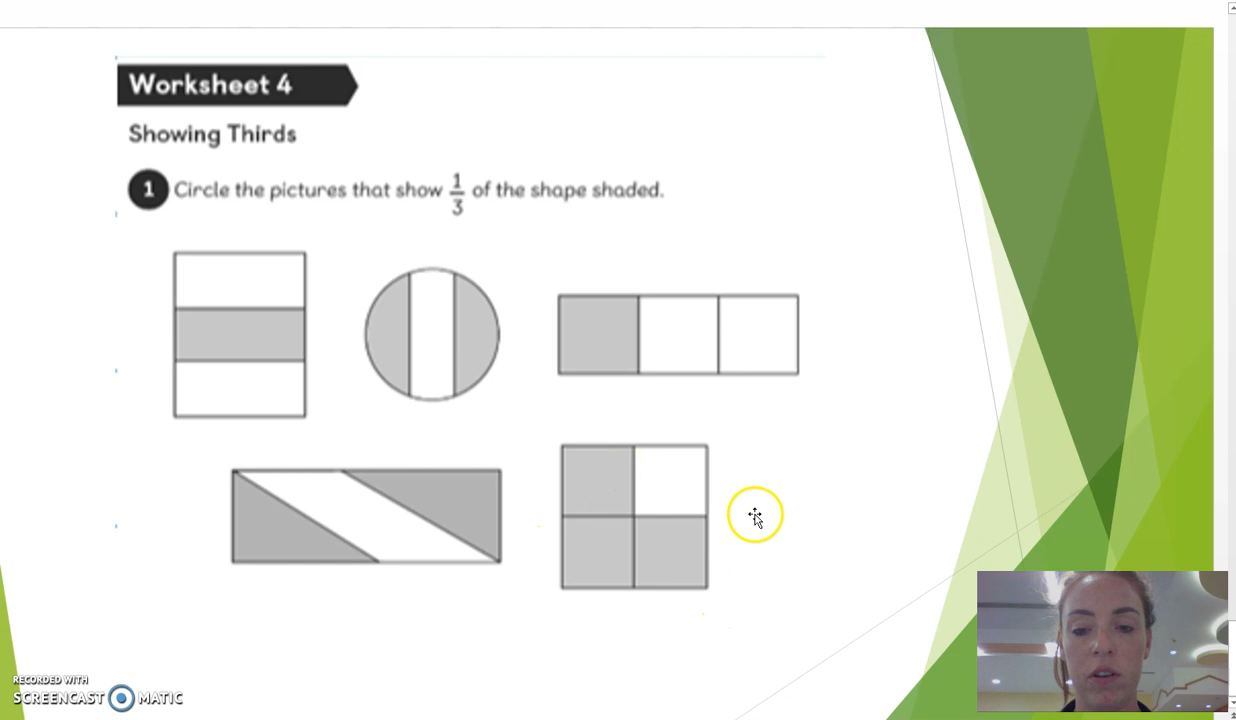 Worksheet 4
Showing Thirds
1 Circle the pictures that show 1/3 of the shape shaded.
RECORDED WITH
SCREENCAST MATIC